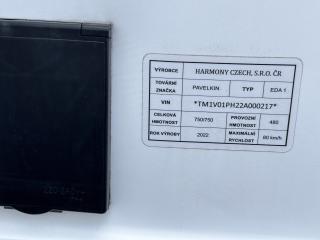 VÝROBCE HARMONY CZECH, S.R.O. ČR
TOVÁRNÍ ZNAČKA PAVELKIN TYP EDA 1
VIN *TM1V01PH22A000217*
CELKOVÁ HMOTNOST 750/750 PROVOZNÍ HMOTNOST 480
ROK VÝROBY 2022 MAXIMÁLNÍ RYCHLOST 80 km/h